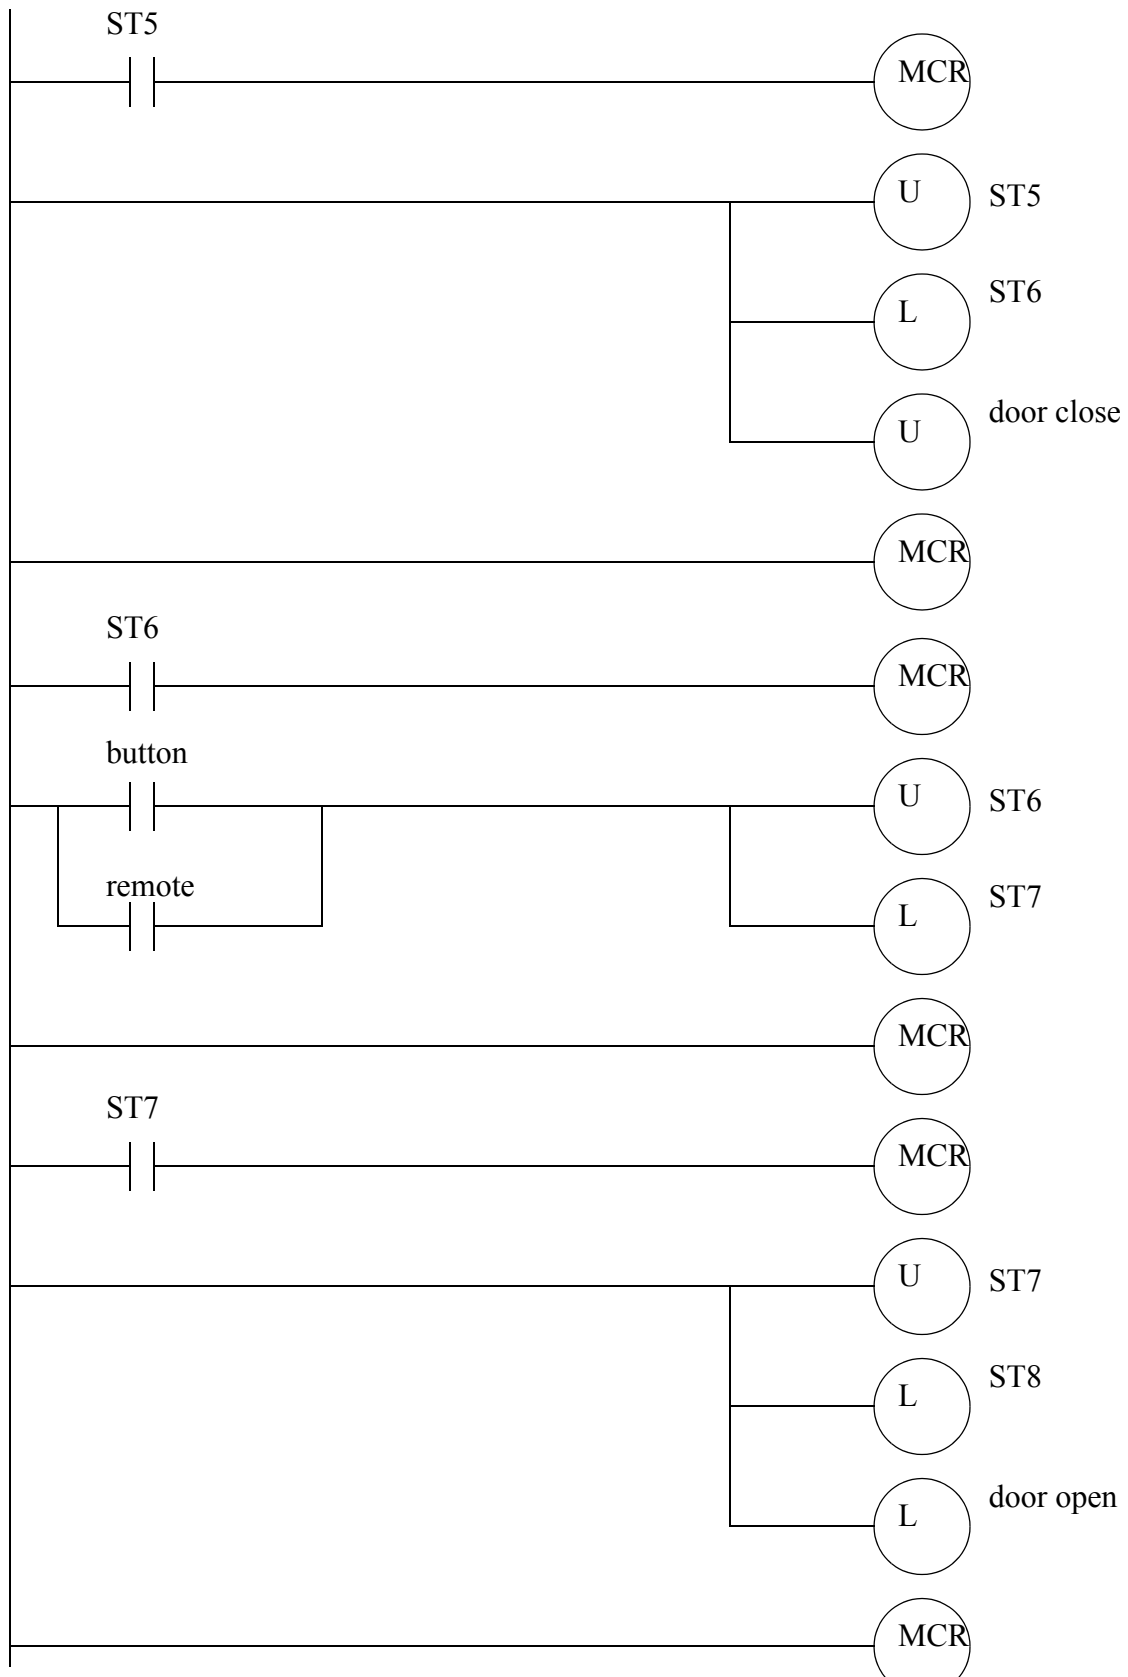 ST5
MCR
U ST5
L ST6
U door close
MCR
ST6
MCR
button
U ST6
remote
L ST7
MCR
ST7
MCR
U ST7
L ST8
L door open
MCR